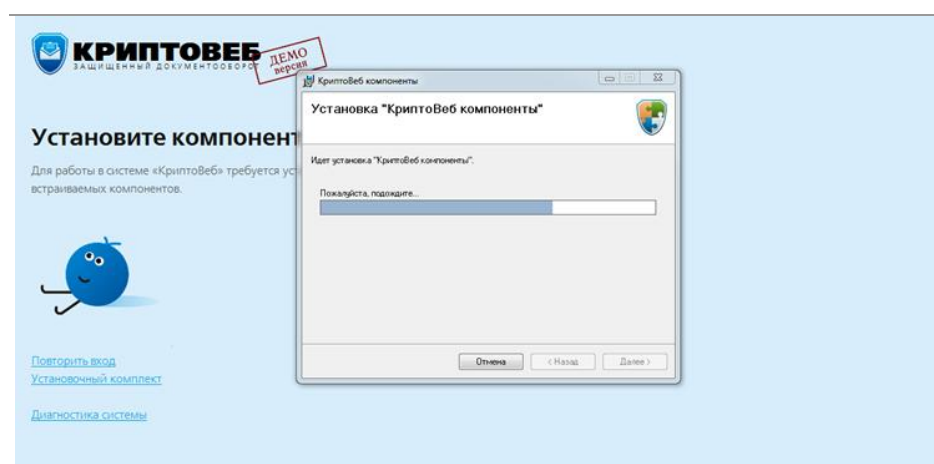 КРИПТОВЕБ
ЗАЩИЩЕННЫЙ ДОКУМЕНТООБОРОТ
ДЕМО
версия
КриптоВеб компоненты
Установка "КриптоВеб компоненты"
Установите компонент
Идет установка "КриптоВеб компоненты".
Для работы в системе «КриптоВеб» требуется уст
встраиваемых компонентов.
Пожалуйста, подождите...
Повторить вход
Установочный комплект
Диагностика системы
Отмена
< Назад
Далее >